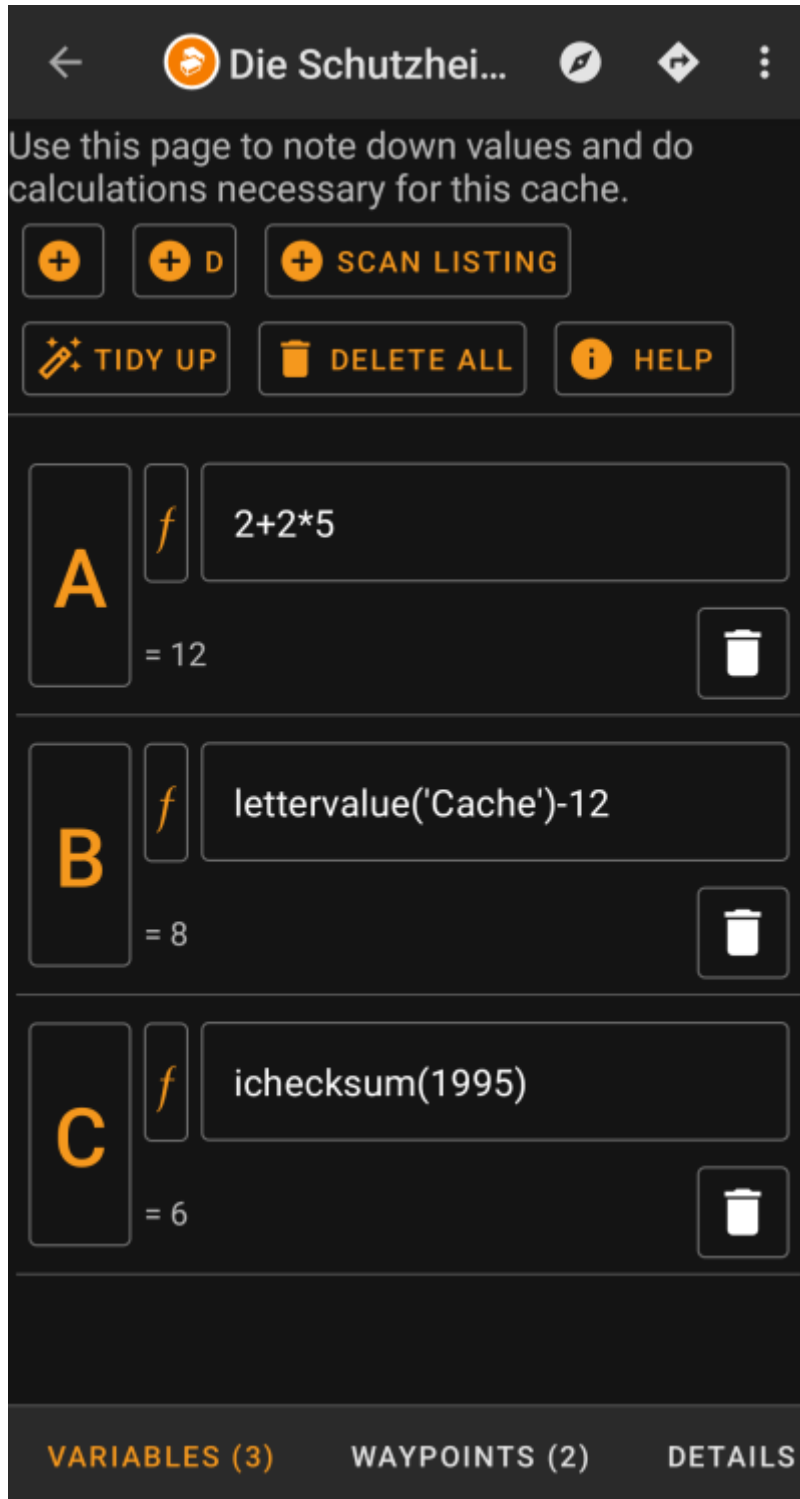 Die Schutzhei...
Use this page to note down values and do
calculations necessary for this cache.
D
SCAN LISTING
TIDY UP
DELETE ALL
HELP
A
f
2+2*5
= 12
B
f
lettervalue('Cache')-12
= 8
C
f
ichecksum(1995)
= 6
VARIABLES (3)
WAYPOINTS (2)
DETAILS